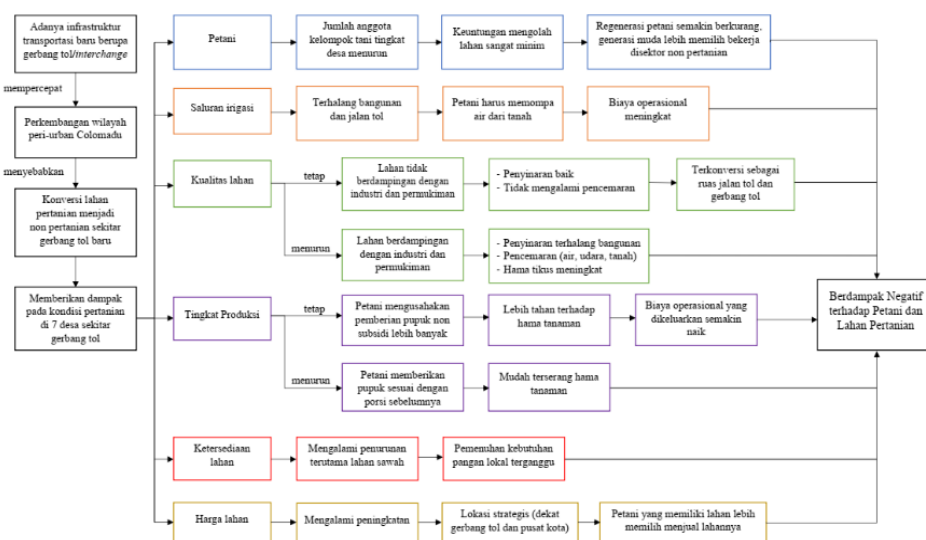 Adanya infrastruktur
transportasi baru berupa
gerbang tol/interchange
mempercepat
Perkembangan wilayah
peri-urban Colomadu
menyebabkan
Konversi lahan
pertanian menjadi
non pertanian sekitar
gerbang tol baru
Memberikan dampak
pada kondisi pertanian
di 7 desa sekitar
gerbang tol
Petani
Jumlah anggota
kelompok tani tingkat
desa menurun
Keuntungan mengolah
lahan sangat minim
Regenerasi petani semakin berkurang,
generasi muda lebih memilih bekerja
disektor non pertanian
Saluran irigasi
Terhalang bangunan
dan jalan tol
Petani harus memompa
air dari tanah
Biaya operasional
meningkat
Kualitas lahan
tetap
Lahan tidak
berdampingan dengan
industri dan permukiman
- Penyinaran baik
- Tidak mengalami pencemaran
Terkonversi sebagai
ruas jalan tol dan
gerbang tol
menurun
Lahan berdampingan
dengan industri dan
permukiman
- Penyinaran terhalang bangunan
- Pencemaran (air, udara, tanah)
- Hama tikus meningkat
Tingkat Produksi
tetap
Petani mengusahakan
pemberian pupuk non
subsidi lebih banyak
Lebih tahan terhadap
hama tanaman
Biaya operasional yang
dikeluarkan semakin
naik
menurun
Petani memberikan
pupuk sesuai dengan
porsi sebelumnya
Mudah terserang hama
tanaman
Ketersediaan
lahan
Mengalami penurunan
terutama lahan sawah
Pemenuhan kebutuhan
pangan lokal terganggu
Harga lahan
Mengalami peningkatan
Lokasi strategis (dekat
gerbang tol dan pusat kota)
Petani yang memiliki lahan lebih
memilih menjual lahannya
Berdampak Negatif
terhadap Petani dan
Lahan Pertanian